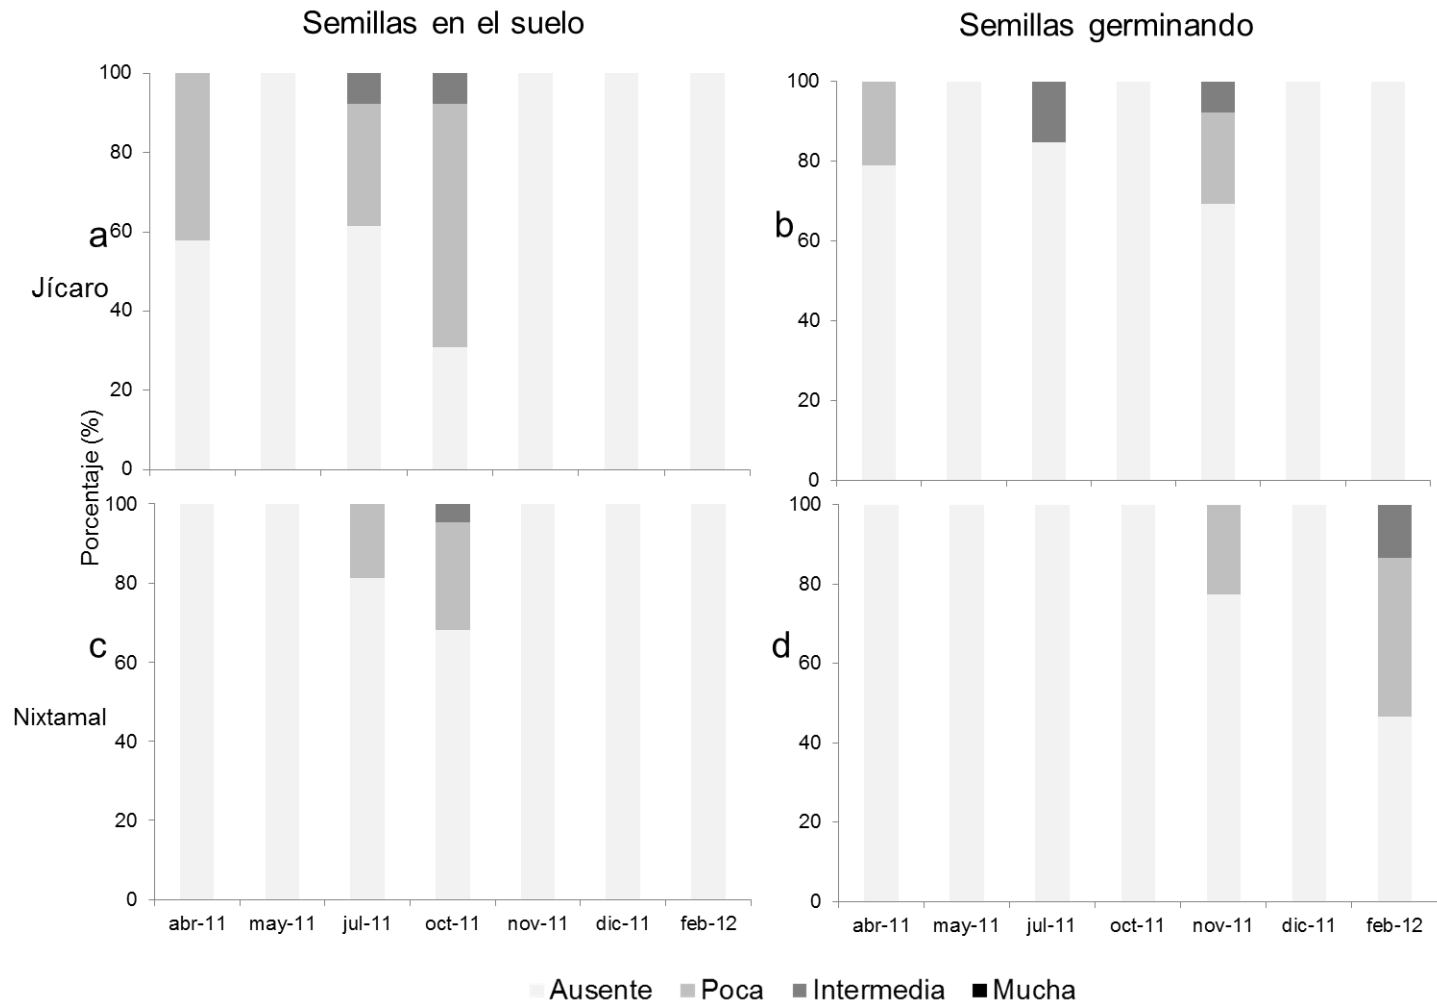 Semillas en el suelo
Semillas germinando
100
80
60
40
20
0
a
Jícaro
100
80
60
40
20
0
b
Porcentaje (%)
100
80
60
40
20
0
c
Nixtamal
abr-11 may-11 jul-11 oct-11 nov-11 dic-11 feb-12
100
80
60
40
20
0
d
abr-11 may-11 jul-11 oct-11 nov-11 dic-11 feb-12
Ausente Poca Intermedia Mucha